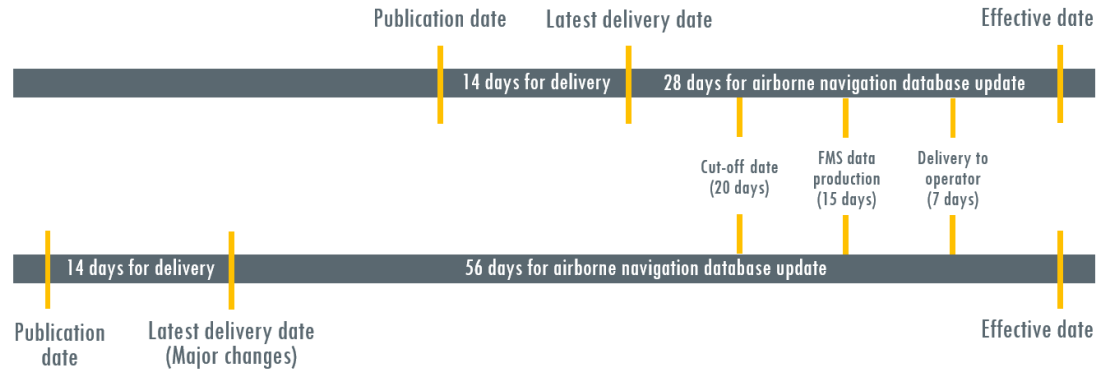 Publication date
Latest delivery date
Effective date
14 days for delivery
28 days for airborne navigation database update
Cut-off date
(20 days)
FMS data
production
(15 days)
Delivery to
operator
(7 days)
14 days for delivery
56 days for airborne navigation database update
Publication
date
Latest delivery date
(Major changes)
Effective date